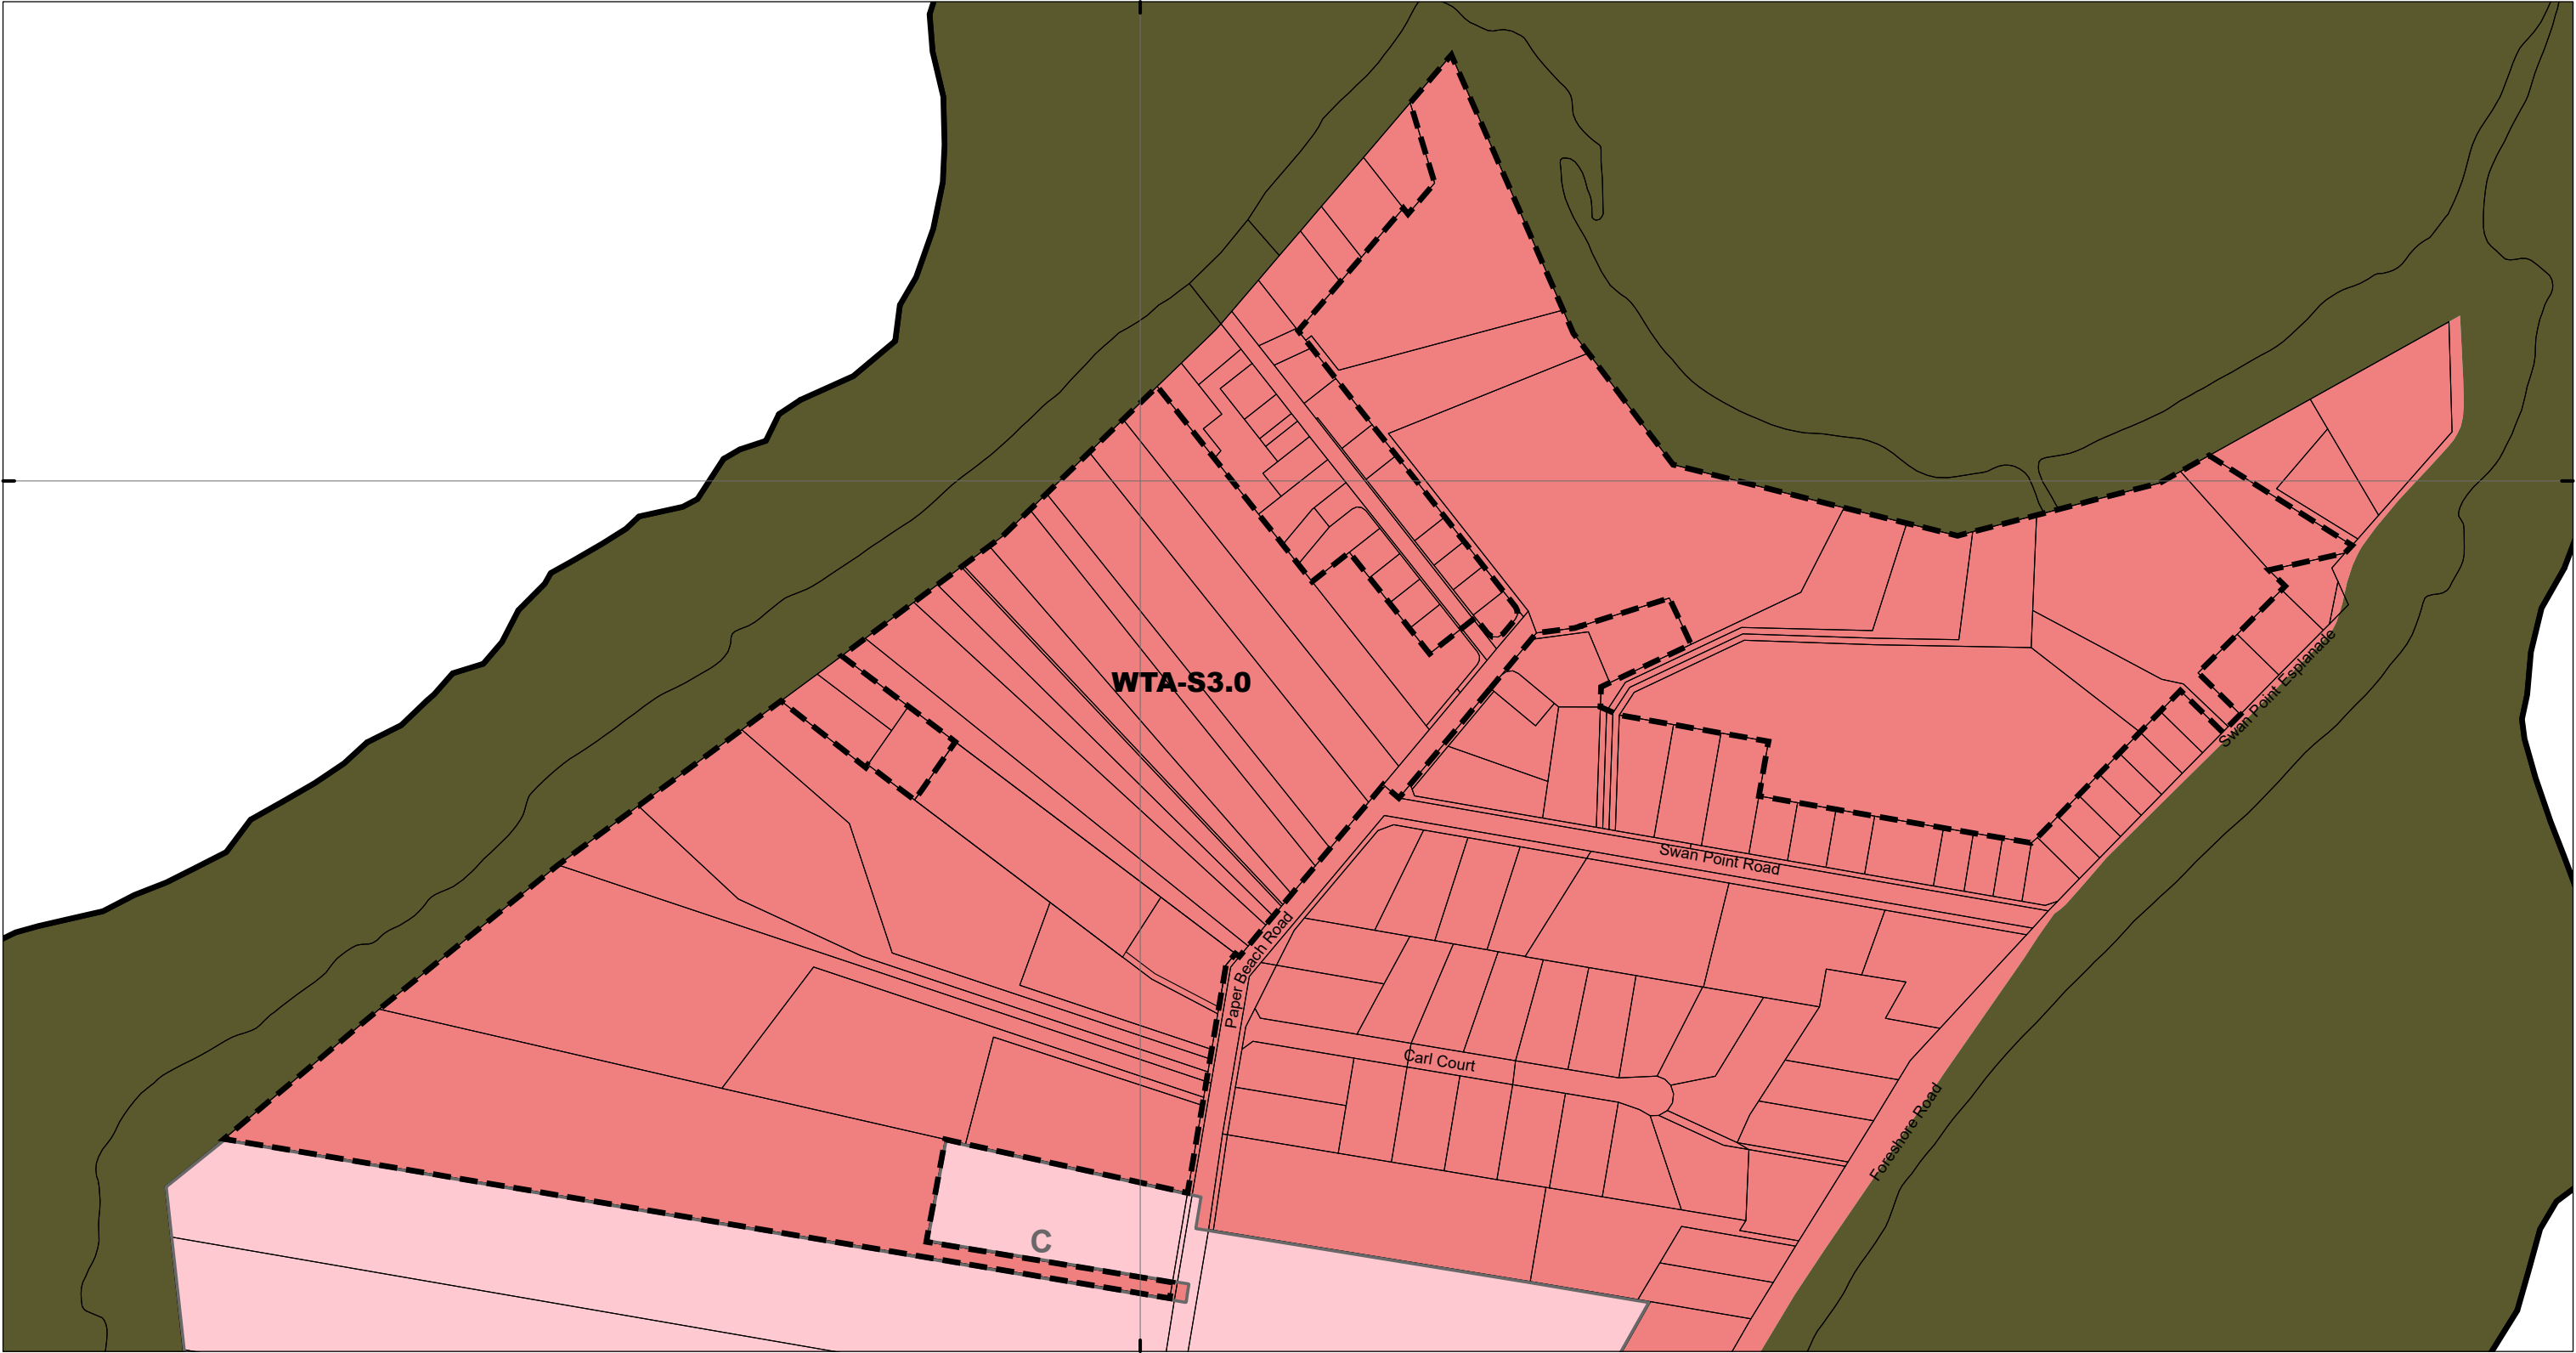 WTA-S3.0
Swan Point Esplanade
Swan Point Road
Paper Beach Road
Carl Court
Foreshore Road
C